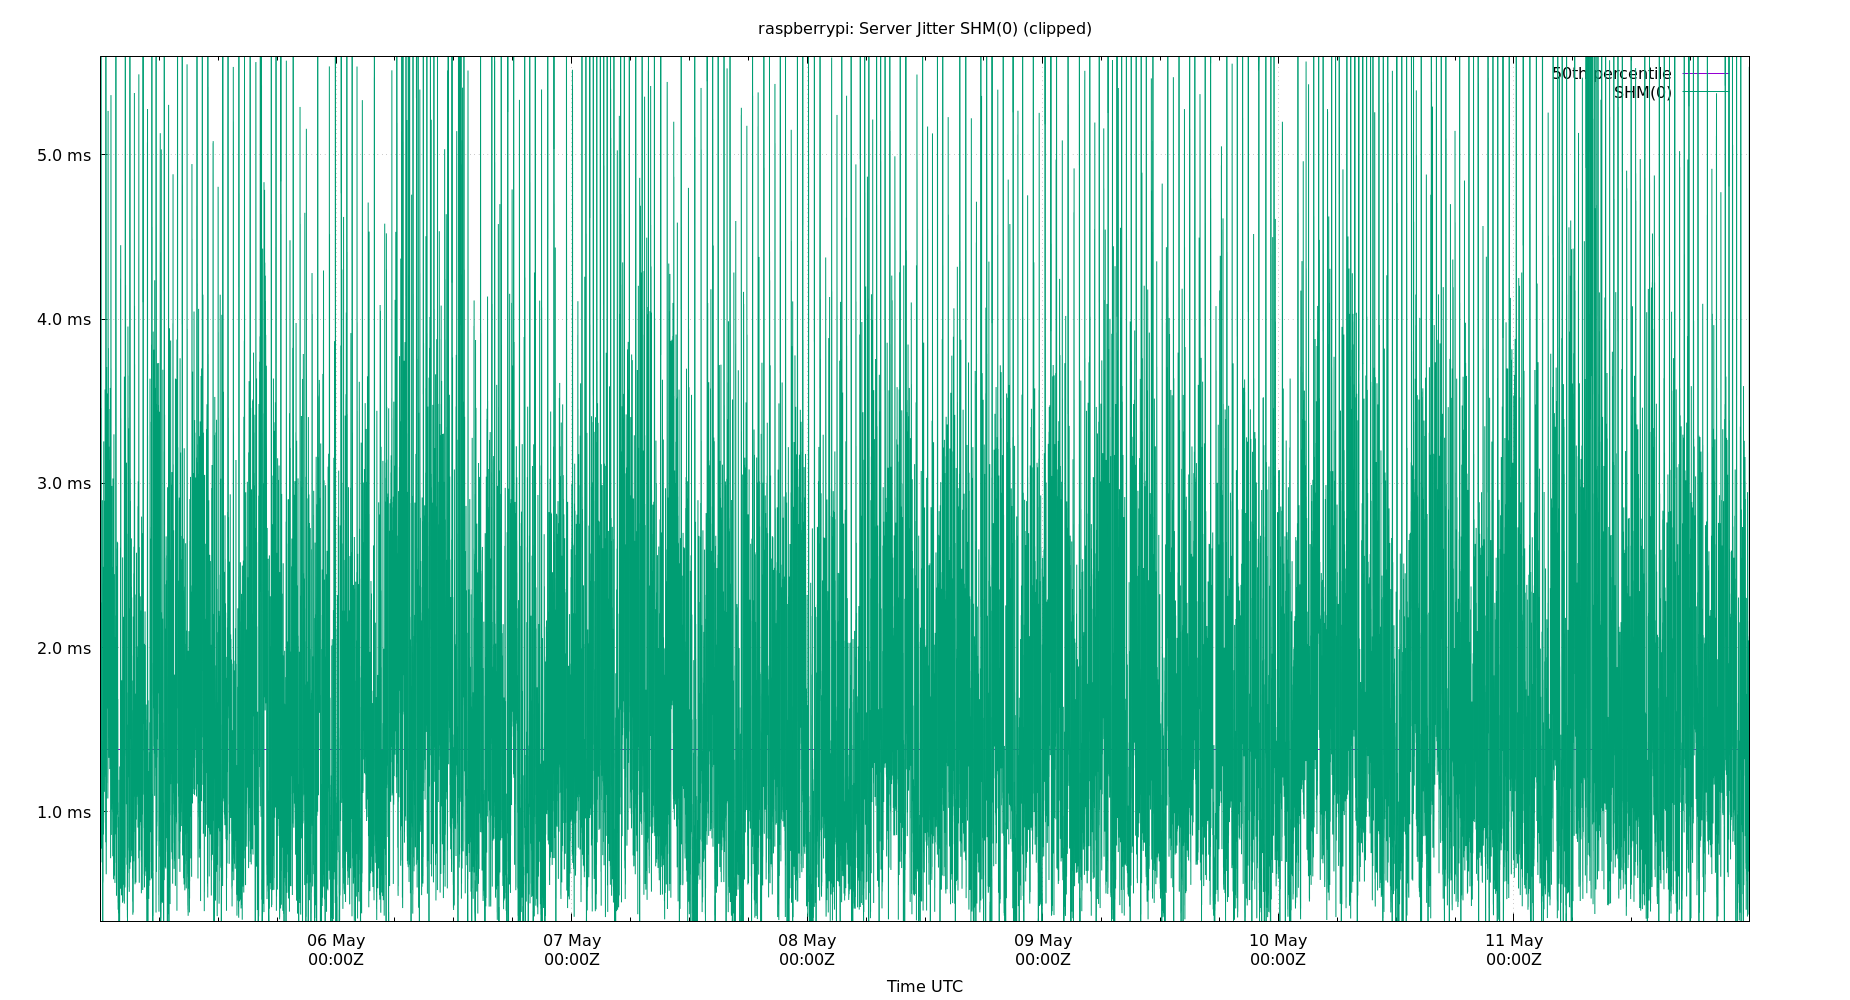 raspberrypi: Server Jitter SHM(0) (clipped)
50th percentile
SHM(0)
5.0 ms
4.0 ms
3.0 ms
2.0 ms
1.0 ms
06 May 07 May 08 May 09 May 10 May 11 May
00:00Z 00:00Z 00:00Z 00:00Z 00:00Z 00:00Z
Time UTC